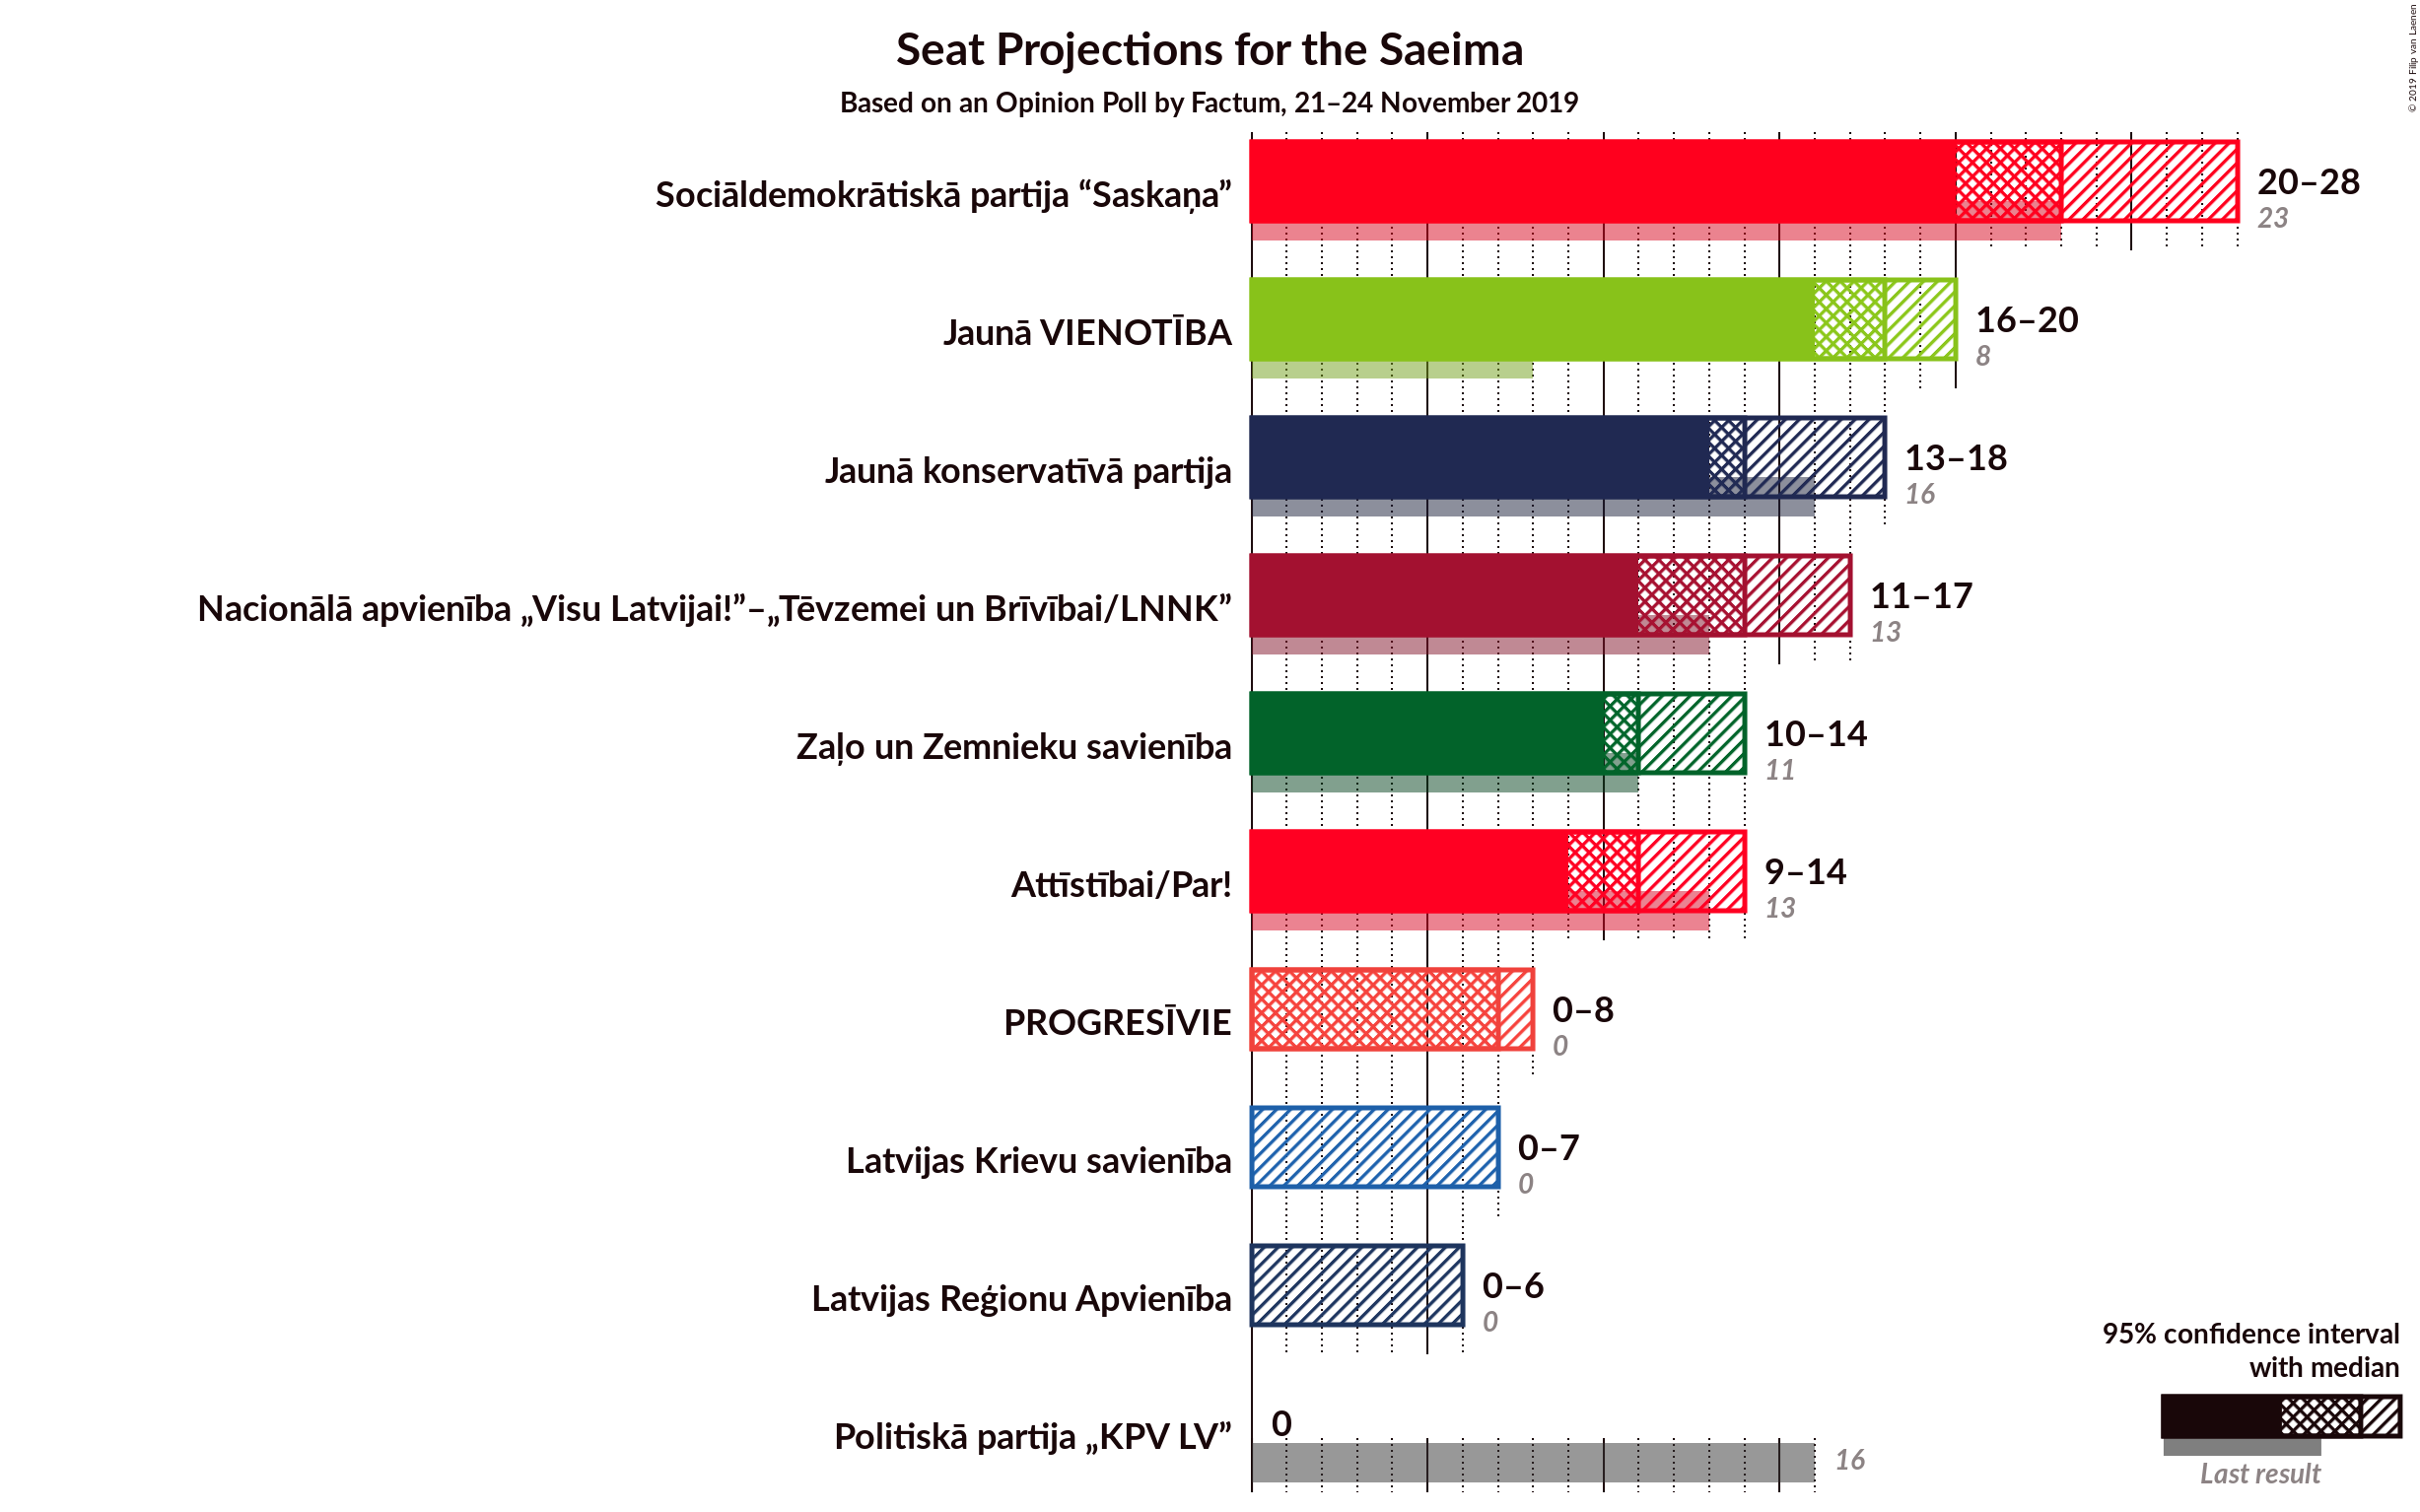 Seat Projections for the Saeima
Based on an Opinion Poll by Factum, 21–24 November 2019
© 2019 Filip van Laenen
Sociāldemokrātiskā partija “Saskaņa”
20–28
23
Jaunā VIENOTĪBA
16–20
8
Jaunā konservatīvā partija
13–18
16
Nacionālā apvienība „Visu Latvijai!”–„Tēvzemei un Brīvībai/LNNK”
11–17
13
Zaļo un Zemnieku savienība
10–14
11
Attīstībai/Par!
9–14
13
PROGRESĪVIE
0–8
0
Latvijas Krievu savienība
0–7
0
Latvijas Reģionu Apvienība
0–6
0
Politiskā partija „KPV LV”
0
16
95% confidence interval
with median
Last result